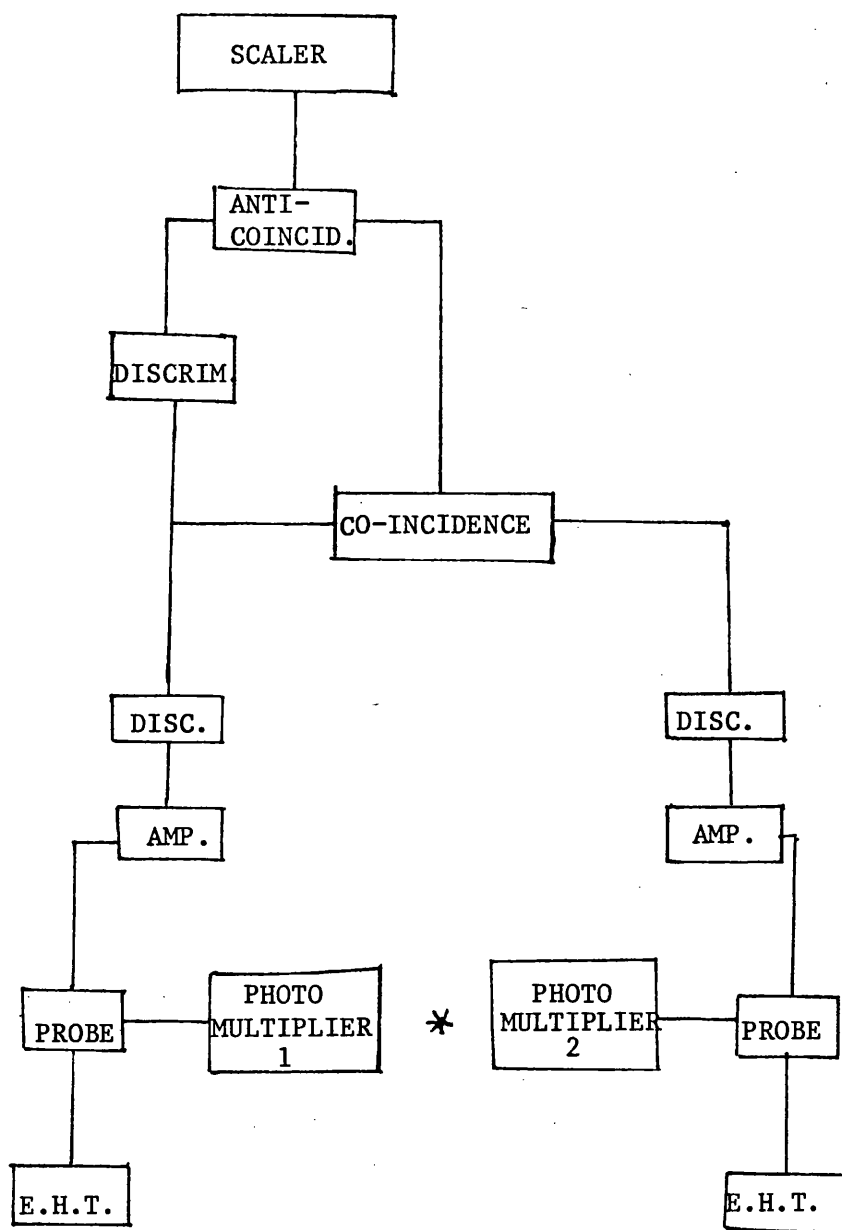 SCALER
ANTI-
COINCID.
DISCRIM.
CO-INCIDENCE
DISC.
DISC.
AMP.
AMP.
PHOTO
MULTIPLIER
1
*
PHOTO
MULTIPLIER
2
PROBE
PROBE
E.H.T.
E.H.T.